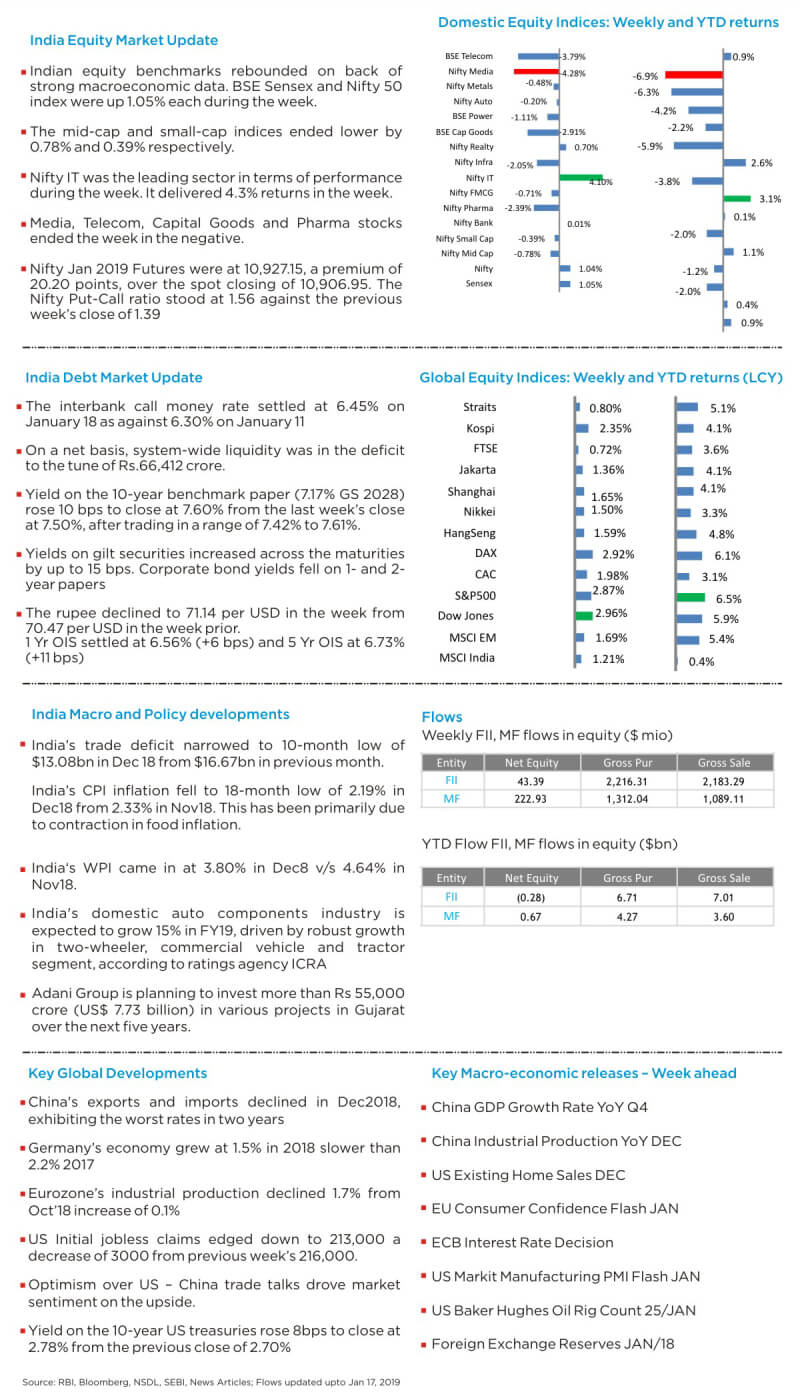 India Equity Market Update
▪ Indian equity benchmarks rebounded on back of
strong macroeconomic data. BSE Sensex and Nifty 50
index were up 1.05% each during the week.
▪ The mid-cap and small-cap indices ended lower by
0.78% and 0.39% respectively.
▪ Nifty IT was the leading sector in terms of performance
during the week. It delivered 4.3% returns in the week.
▪ Media, Telecom, Capital Goods and Pharma stocks
ended the week in the negative.
▪ Nifty Jan 2019 Futures were at 10,927.15, a premium of
20.20 points, over the spot closing of 10,906.95. The
Nifty Put-Call ratio stood at 1.56 against the previous
week's close of 1.39
Domestic Equity Indices: Weekly and YTD returns
BSE Telecom -3.79% 0.9%
Nifty Media -4.28% -6.9%
Nifty Metals -0.48% -6.3%
Nifty Auto -0.20% -4.2%
BSE Power -1.11% -2.2%
BSE Cap Goods -2.91% -5.9%
Nifty Realty 0.70% 2.6%
Nifty Infra -2.05% -3.8%
Nifty IT 4.10% 3.1%
Nifty FMCG -0.71% 0.1%
Nifty Pharma -2.39% -2.0%
Nifty Bank 0.01% 1.1%
Nifty Small Cap -0.39% -1.2%
Nifty Mid Cap -0.78% -2.0%
Nifty 1.04% 0.4%
Sensex 1.05% 0.9%
India Debt Market Update
▪ The interbank call money rate settled at 6.45% on
January 18 as against 6.30% on January 11
▪ On a net basis, system-wide liquidity was in the deficit
to the tune of Rs.66,412 crore.
▪ Yield on the 10-year benchmark paper (7.17% GS 2028)
rose 10 bps to close at 7.60% from the last week's close
at 7.50%, after trading in a range of 7.42% to 7.61%.
▪ Yields on gilt securities increased across the maturities
by up to 15 bps. Corporate bond yields fell on 1- and 2-
year papers
▪ The rupee declined to 71.14 per USD in the week from
70.47 per USD in the week prior.
1 Yr OIS settled at 6.56% (+6 bps) and 5 Yr OIS at 6.73%
(+11 bps)
Global Equity Indices: Weekly and YTD returns (LCY)
Straits 0.80% 5.1%
Kospi 2.35% 4.1%
FTSE 0.72% 3.6%
Jakarta 1.36% 4.1%
Shanghai 1.65% 4.1%
Nikkei 1.50% 3.3%
HangSeng 1.59% 4.8%
DAX 2.92% 6.1%
CAC 1.98% 3.1%
S&P500 2.87% 6.5%
Dow Jones 2.96% 5.9%
MSCI EM 1.69% 5.4%
MSCI India 1.21% 0.4%
India Macro and Policy developments
▪ India's trade deficit narrowed to 10-month low of
$13.08bn in Dec 18 from $16.67bn in previous month.
India's CPI inflation fell to 18-month low of 2.19% in
Dec18 from 2.33% in Nov18. This has been primarily due
to contraction in food inflation.
▪ India's WPI came in at 3.80% in Dec8 v/s 4.64% in
Nov18.
▪ India's domestic auto components industry is
expected to grow 15% in FY19, driven by robust growth
in two-wheeler, commercial vehicle and tractor
segment, according to ratings agency ICRA
▪ Adani Group is planning to invest more than Rs 55,000
crore (US$ 7.73 billion) in various projects in Gujarat
over the next five years.
Flows
Weekly FII, MF flows in equity ($ mio)
Entity Net Equity Gross Pur Gross Sale
FII 43.39 2,216.31 2,183.29
MF 222.93 1,312.04 1,089.11
YTD Flow FII, MF flows in equity ($bn)
Entity Net Equity Gross Pur Gross Sale
FII (0.28) 6.71 7.01
MF 0.67 4.27 3.60
Key Global Developments
▪ China's exports and imports declined in Dec2018,
exhibiting the worst rates in two years
▪ Germany's economy grew at 1.5% in 2018 slower than
2.2% 2017
▪ Eurozone's industrial production declined 1.7% from
Oct'18 increase of 0.1%
▪ US Initial jobless claims edged down to 213,000 a
decrease of 3000 from previous week's 216,000.
▪ Optimism over US – China trade talks drove market
sentiment on the upside.
▪ Yield on the 10-year US treasuries rose 8bps to close at
2.78% from the previous close of 2.70%
Key Macro-economic releases – Week ahead
▪ China GDP Growth Rate YoY Q4
▪ China Industrial Production YoY DEC
▪ US Existing Home Sales DEC
▪ EU Consumer Confidence Flash JAN
▪ ECB Interest Rate Decision
▪ US Markit Manufacturing PMI Flash JAN
▪ US Baker Hughes Oil Rig Count 25/JAN
▪ Foreign Exchange Reserves JAN/18
Source: RBI, Bloomberg, NSDL, SEBI, News Articles; Flows updated upto Jan 17, 2019